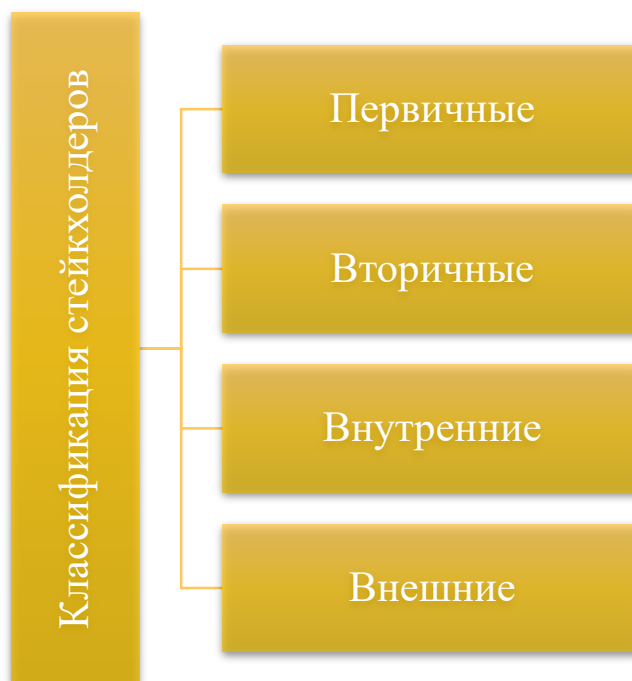 Классификация стейкхолдеров
Первичные
Вторичные
Внутренние
Внешние